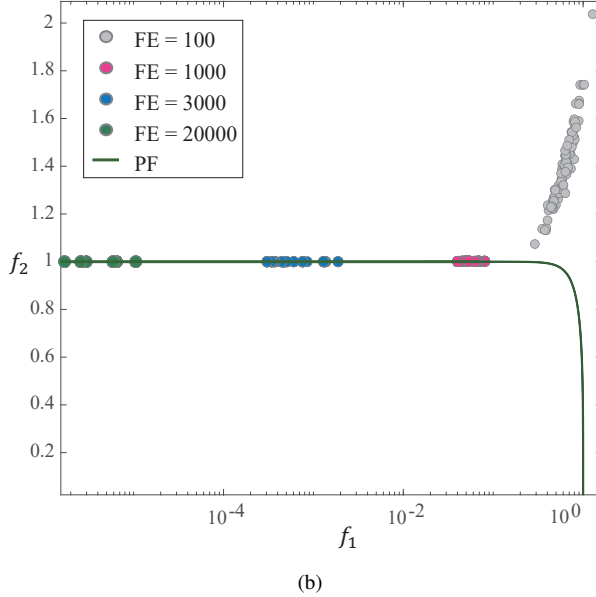 2
1.8
1.6
1.4
1.2
1
0.8
0.6
0.4
0.2
f₂
FE = 100
FE = 1000
FE = 3000
FE = 20000
PF
10⁻⁴
10⁻²
10⁰
f₁
(b)